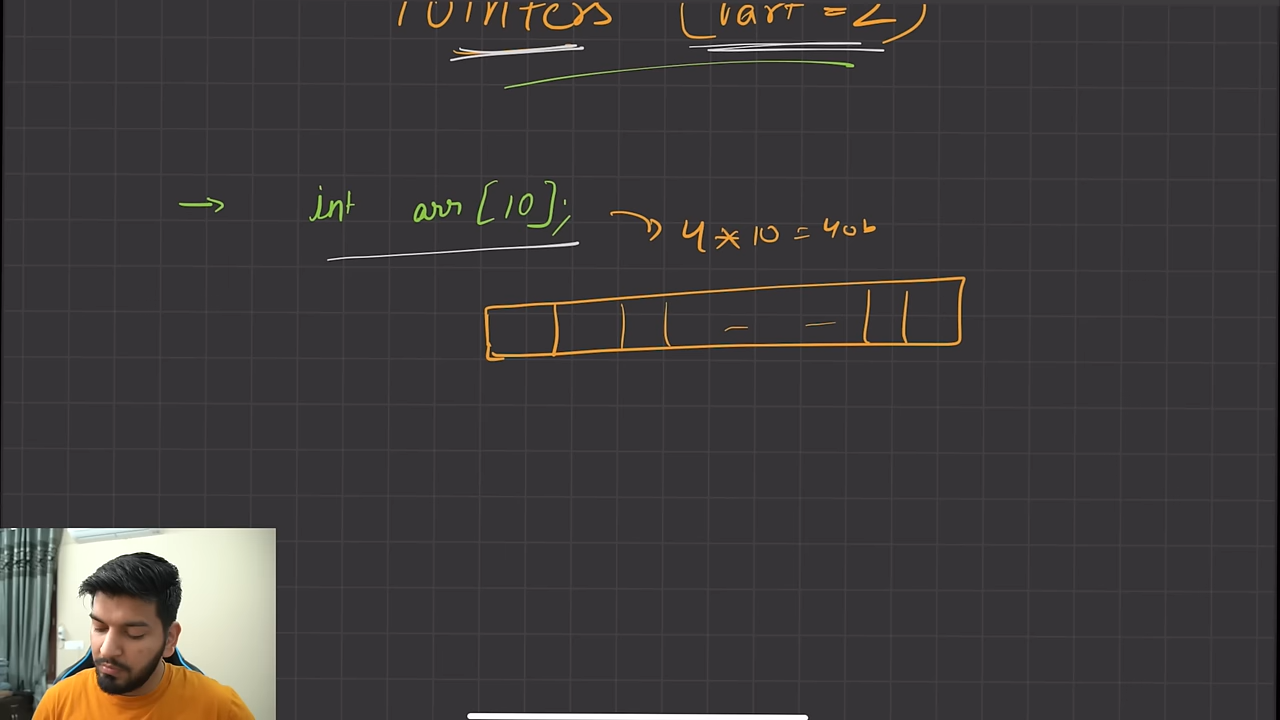 Pointers (Part - 2)
→ int arr [10];
4 * 10 = 40b